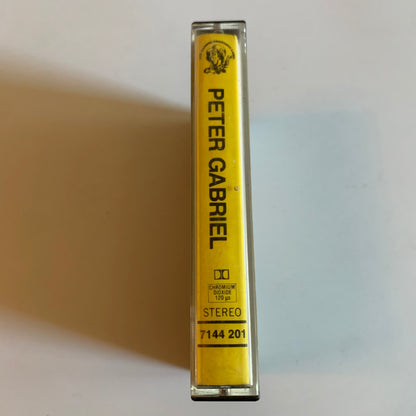 PETER GABRIEL
CHROMIUM
DIOXIDE
120 µs
STEREO
7144 201